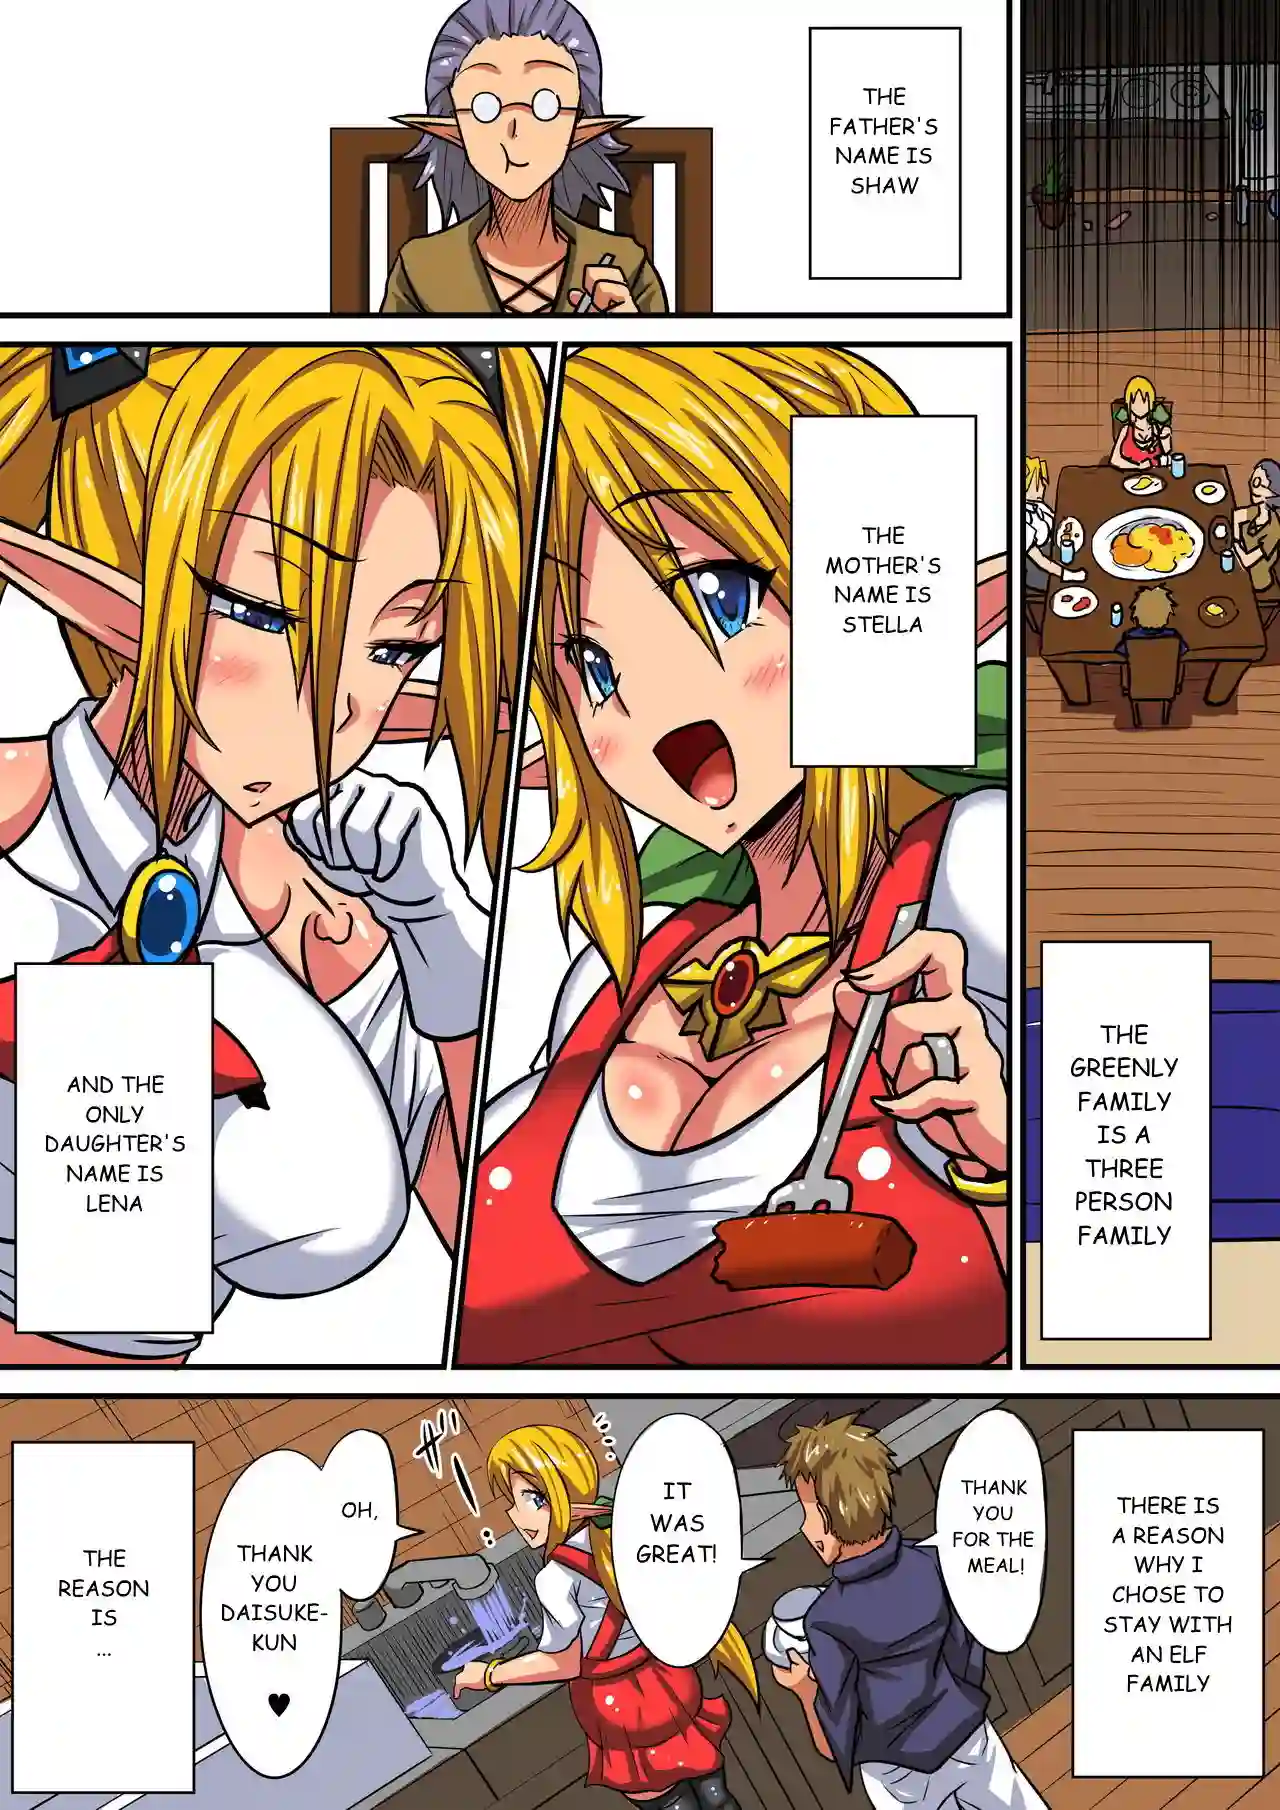 THE
GREENLY
FAMILY
IS A
THREE
PERSON
FAMILY
THE
FATHER'S
NAME IS
SHAW
THE
MOTHER'S
NAME IS
STELLA
AND THE
ONLY
DAUGHTER'S
NAME IS
LENA
THERE IS
A REASON
WHY I
CHOSE TO
STAY WITH
AN ELF
FAMILY
THANK
YOU
FOR THE
MEAL!
IT
WAS
GREAT!
OH,
THANK
YOU
DAISUKE-
KUN
♥
THE
REASON
IS
...